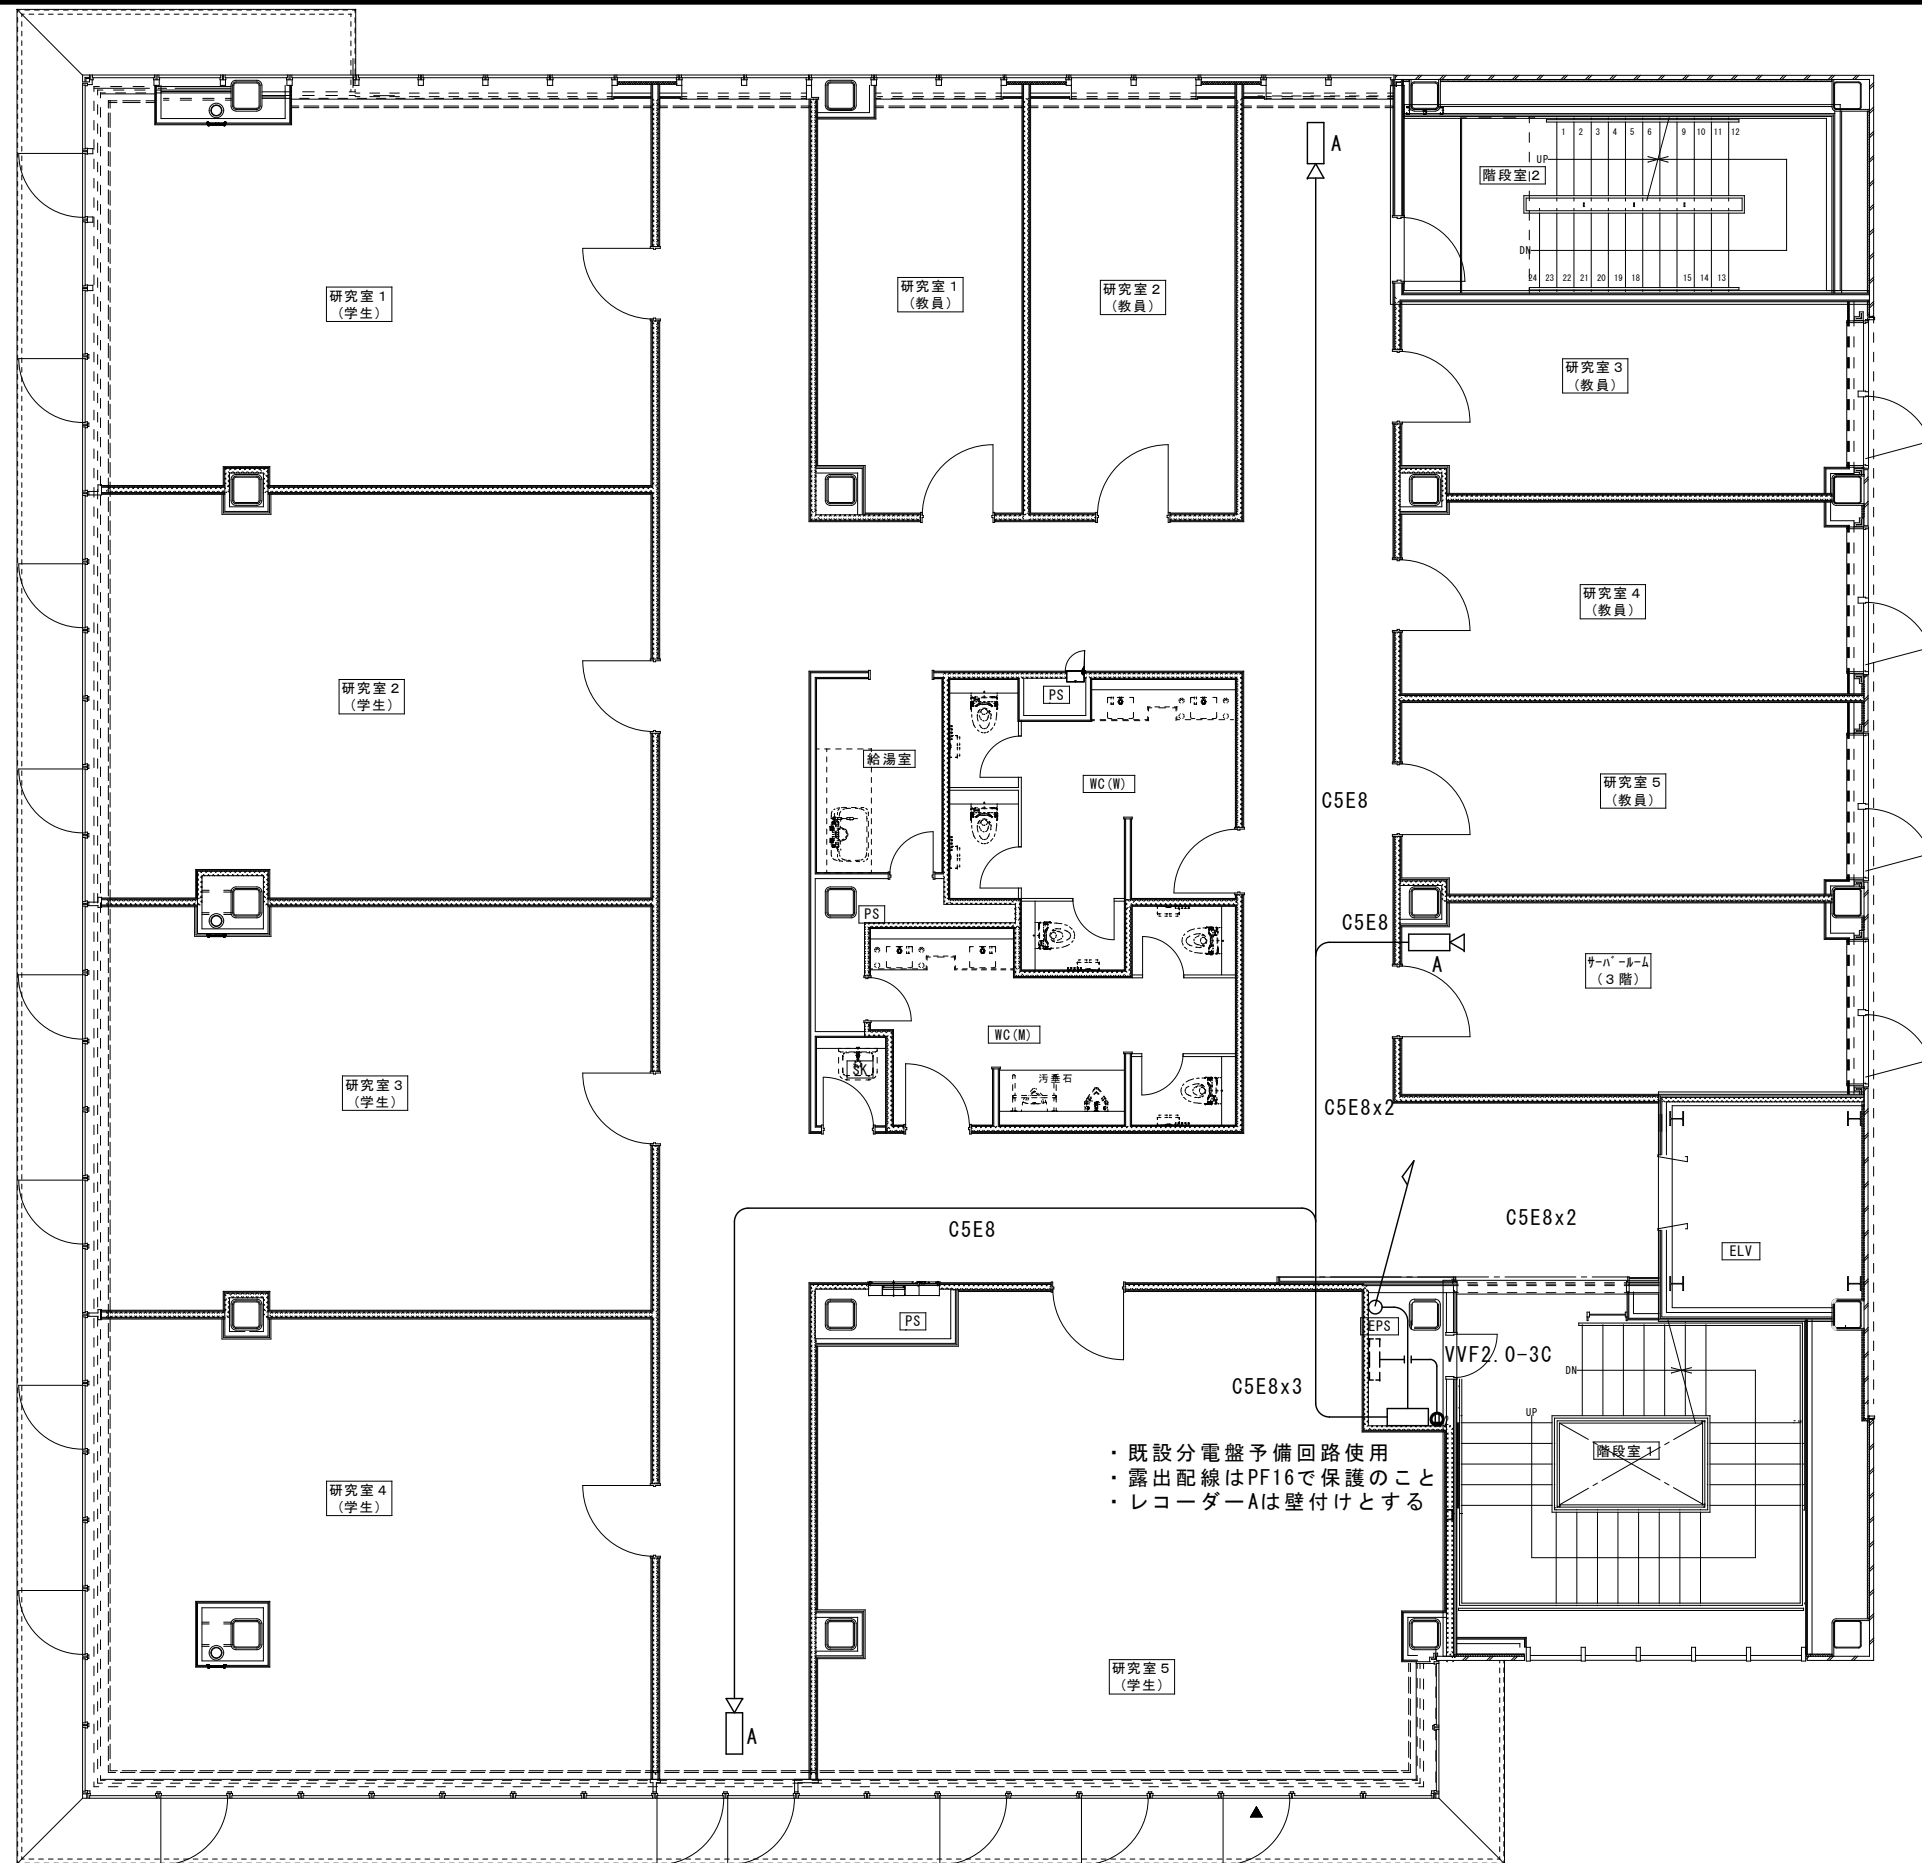 A
1 2 3 4 5 6 9 10 11 12
UP
階段室2
DN
24 23 22 21 20 19 18 15 14 13
研究室1
(学生)
研究室1
(教員)
研究室2
(教員)
研究室3
(教員)
研究室4
(教員)
研究室2
(学生)
PS
給湯室
WC(W)
研究室5
(教員)
C5E8
PS
C5E8
A
サーバールーム
(3階)
WC(M)
SK
汚垂石
研究室3
(学生)
C5E8x2
C5E8
C5E8x2
ELV
PS
EPS
VVF2.0-3C
DN
C5E8x3
UP
・既設分電盤予備回路使用
・露出配線はPF16で保護のこと
・レコーダーAは壁付けとする
階段室1
研究室4
(学生)
研究室5
(学生)
A